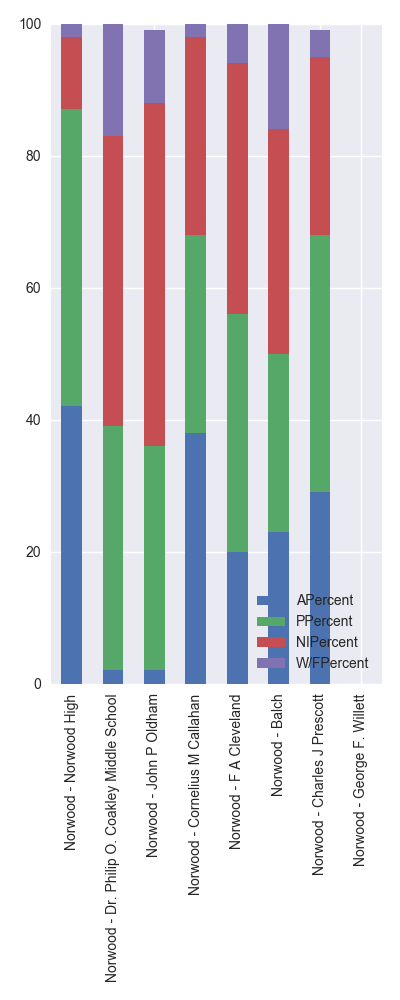 100
80
60
40
20
0
APercent
PPercent
NIPercent
W/FPercent
Norwood - Norwood High
Norwood - Dr. Philip O. Coakley Middle School
Norwood - John P Oldham
Norwood - Cornelius M Callahan
Norwood - F A Cleveland
Norwood - Balch
Norwood - Charles J Prescott
Norwood - George F. Willett